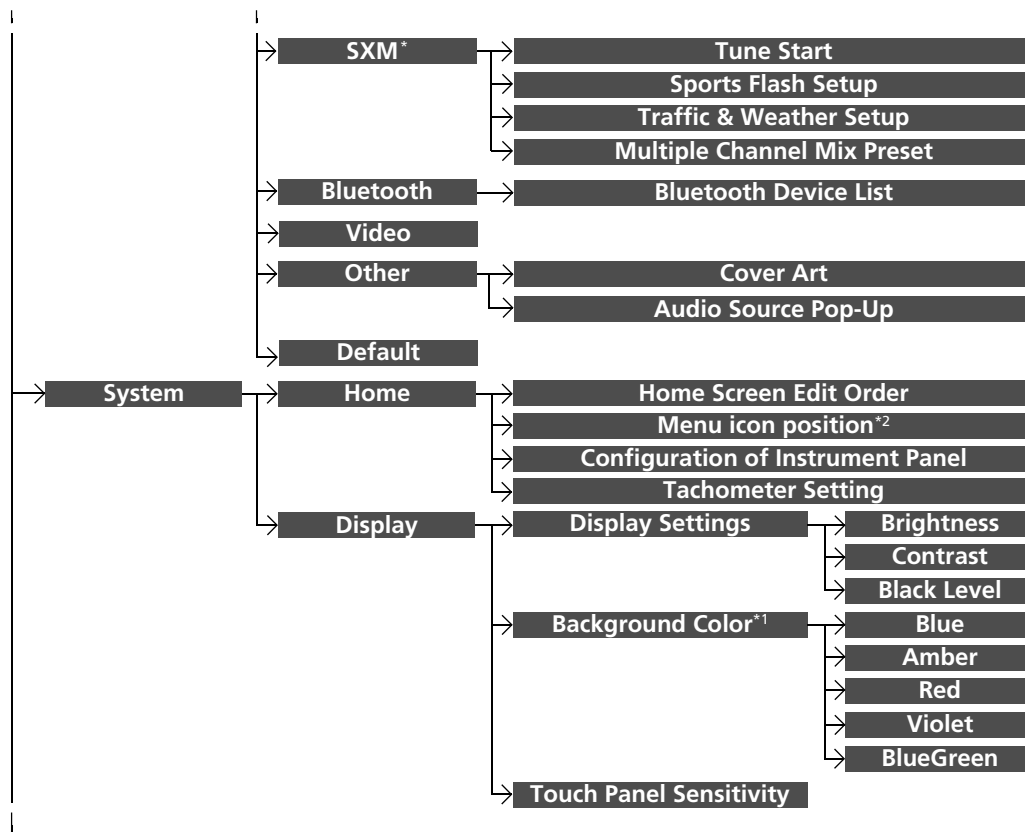 SXM*
Tune Start
Sports Flash Setup
Traffic & Weather Setup
Multiple Channel Mix Preset
Bluetooth
Bluetooth Device List
Video
Other
Cover Art
Audio Source Pop-Up
Default
System
Home
Home Screen Edit Order
Menu icon position*2
Configuration of Instrument Panel
Tachometer Setting
Display
Display Settings
Brightness
Contrast
Black Level
Background Color*1
Blue
Amber
Red
Violet
BlueGreen
Touch Panel Sensitivity